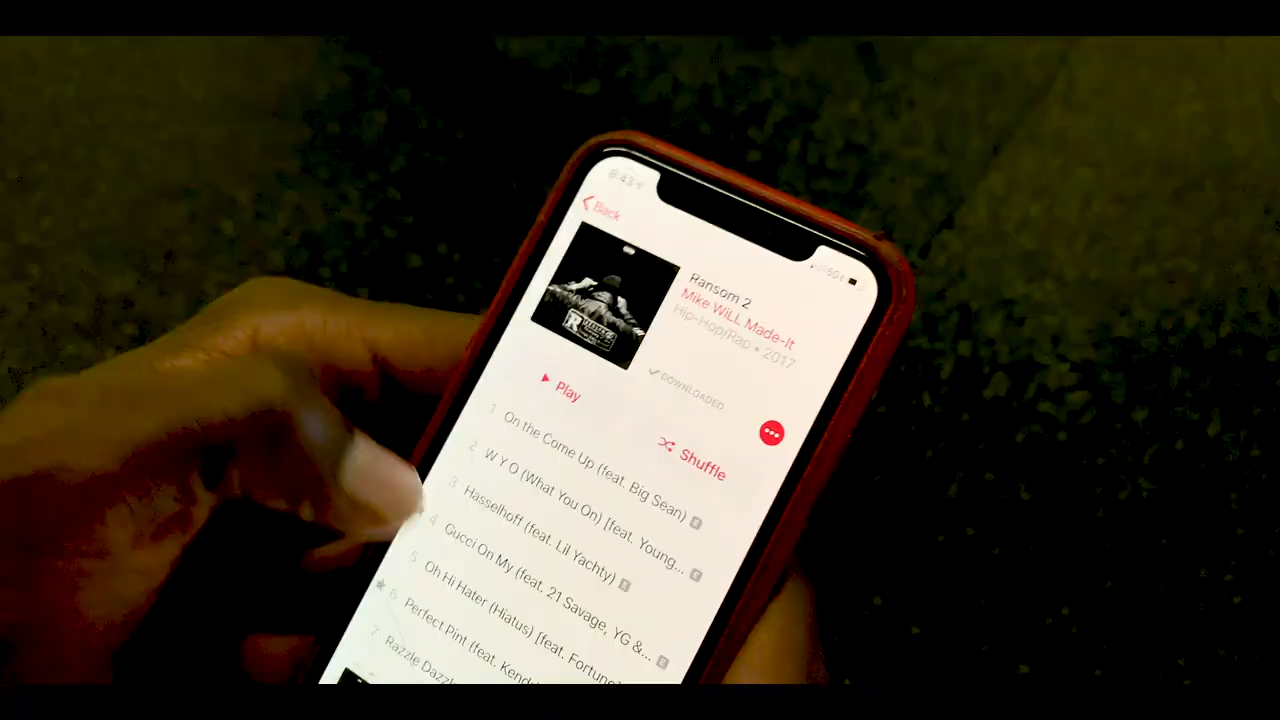 8:43
Back
Ransom 2
Mike WiLL Made-It
Hip-Hop/Rap • 2017
DOWNLOADED
Play
Shuffle
1 On the Come Up (feat. Big Sean) E
2 W Y O (What You On) [feat. Young... E
3 Hasselhoff (feat. Lil Yachty) E
4 Gucci On My (feat. 21 Savage, YG &... E
5 Oh Hi Hater (Hiatus) [feat. Fortune
6 Perfect Pint (feat. Kend
7 Razzle Dazzl
R